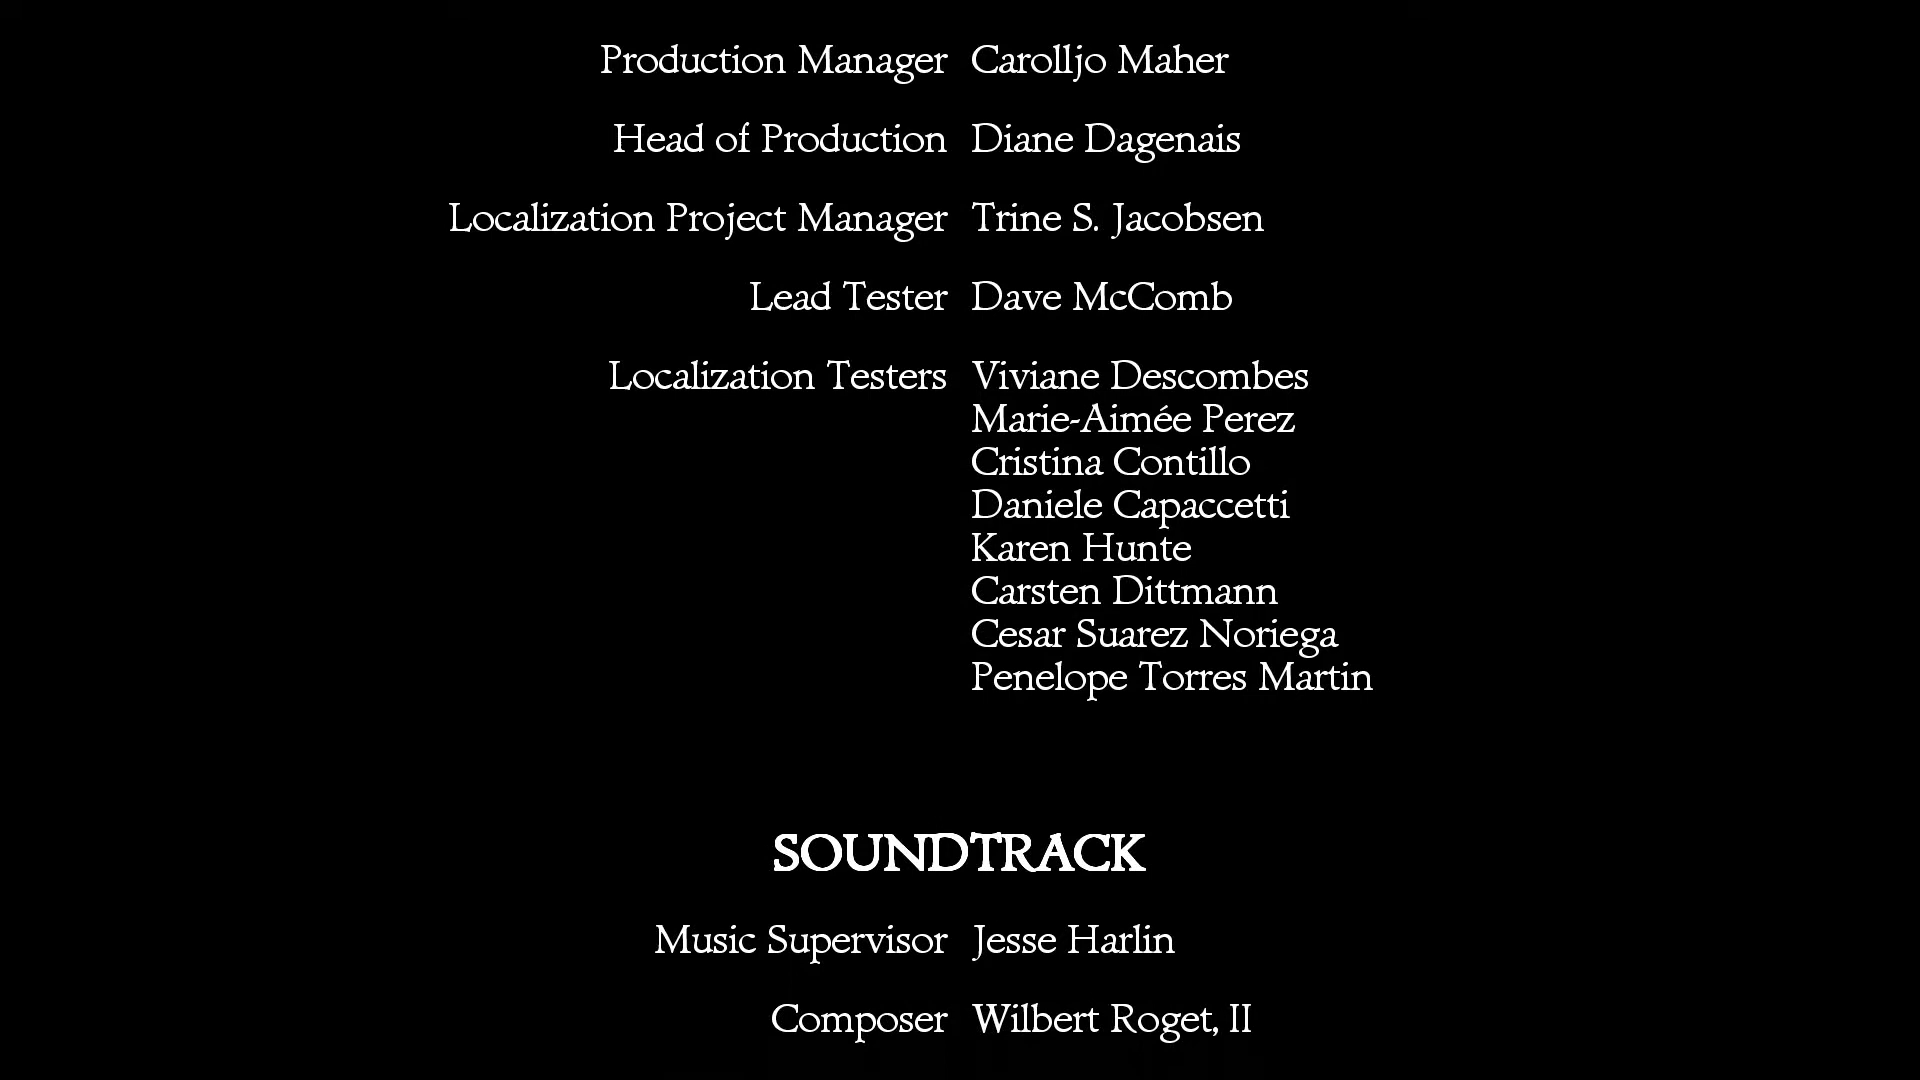 Production Manager Carolljo Maher
Head of Production Diane Dagenais
Localization Project Manager Trine S. Jacobsen
Lead Tester Dave McComb
Localization Testers Viviane Descombes
Marie-Aimée Perez
Cristina Contillo
Daniele Capaccetti
Karen Hunte
Carsten Dittmann
Cesar Suarez Noriega
Penelope Torres Martin
SOUNDTRACK
Music Supervisor Jesse Harlin
Composer Wilbert Roget, II